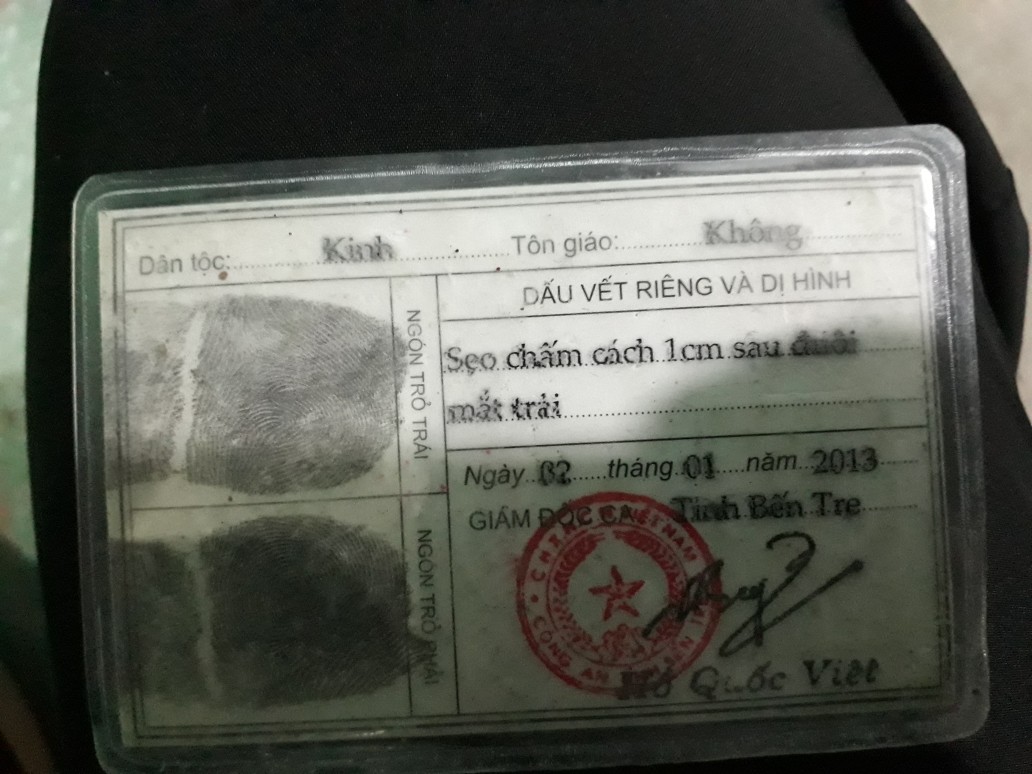 Dân tộc: Kinh Tôn giáo: Không
NGÓN TRỎ TRÁI
DẤU VẾT RIÊNG VÀ DỊ HÌNH
Sẹo chấm cách 1cm sau đuôi
mắt trái
NGÓN TRỎ PHẢI
Ngày 02 tháng 01 năm 2013
GIÁM ĐỐC CA Tỉnh Bến Tre
CÔNG AN
Hồ Quốc Việt